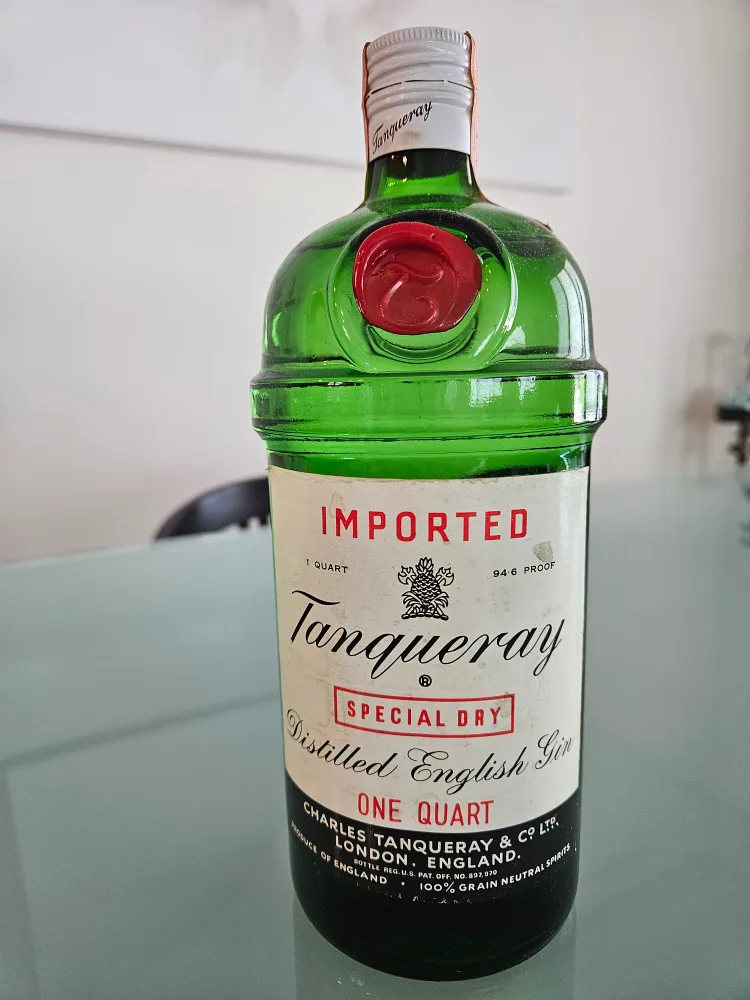 Tanqueray
IMPORTED
1 QUART
94·6 PROOF
Tanqueray
®
SPECIAL DRY
Distilled English Gin
ONE QUART
CHARLES TANQUERAY & Cº LTD.
LONDON. ENGLAND.
BOTTLE REG. U.S. PAT. OFF. NO. 897,970
PRODUCE OF ENGLAND • 100% GRAIN NEUTRAL SPIRITS